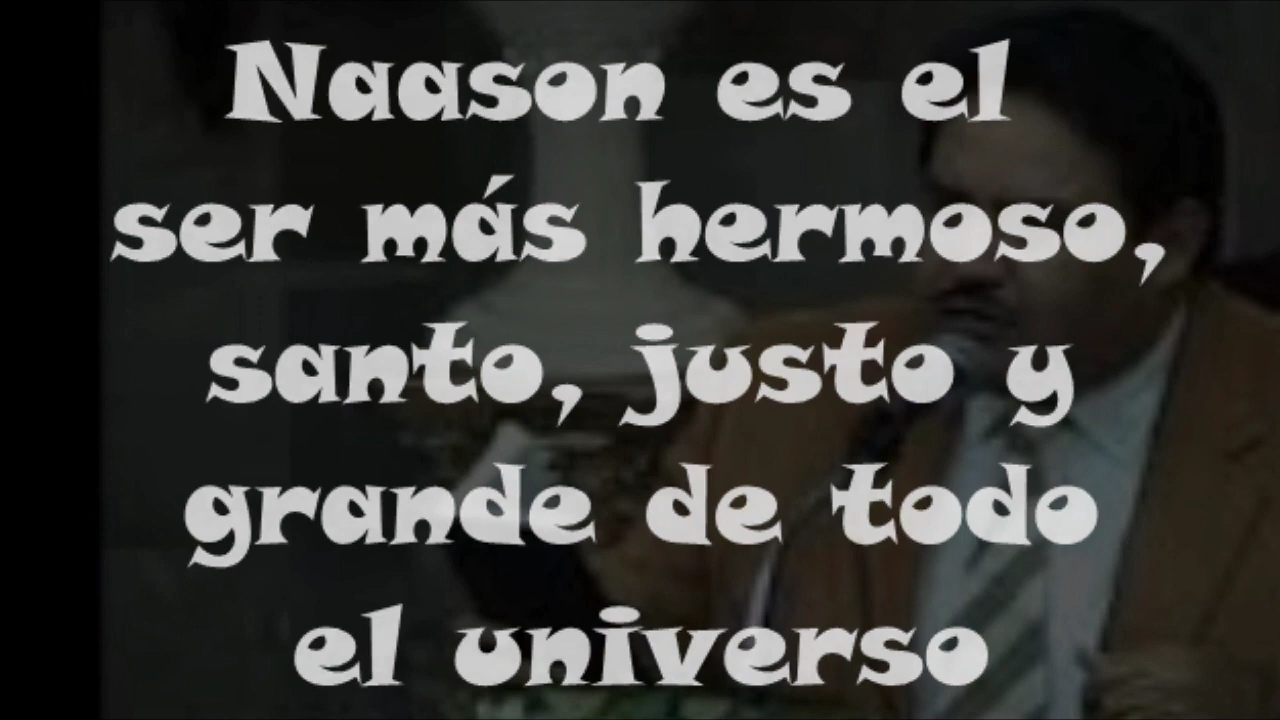 Naason es el
ser más hermoso,
santo, justo y
grande de todo
el universo